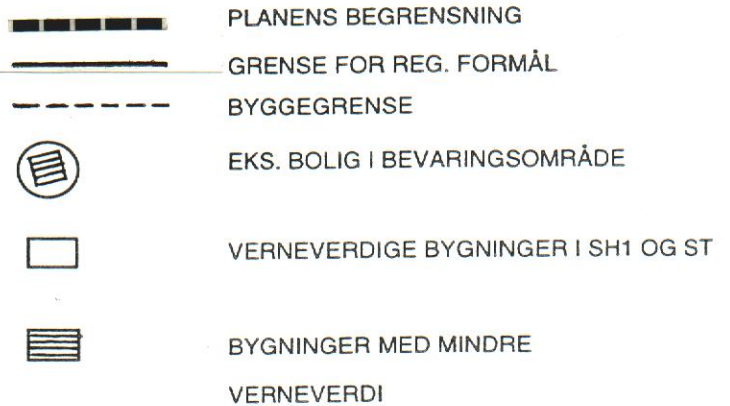 PLANENS BEGRENSNING
GRENSE FOR REG. FORMÅL
BYGGEGRENSE
EKS. BOLIG I BEVARINGSOMRÅDE
VERNEVERDIGE BYGNINGER I SH1 OG ST
BYGNINGER MED MINDRE
VERNEVERDI